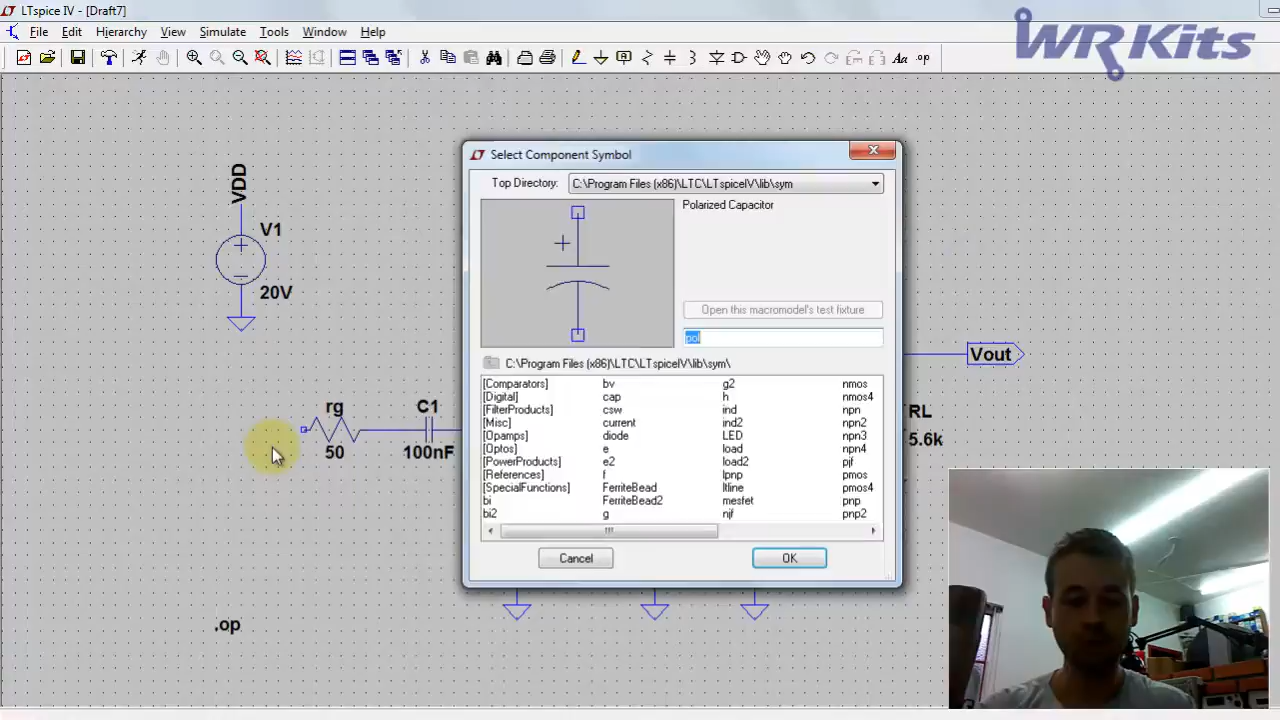 LTspice IV - [Draft7]
File Edit Hierarchy View Simulate Tools Window Help
WR Kits
Aa .op
VDD
V1
20V
rg
50
C1
100nF
.op
Select Component Symbol
Top Directory: C:\Program Files (x86)\LTC\LTspiceIV\lib\sym
Polarized Capacitor
Open this macromodel's test fixture
pol
C:\Program Files (x86)\LTC\LTspiceIV\lib\sym\
[Comparators] bv g2 nmos
[Digital] cap h nmos4
[FilterProducts] csw ind npn
[Misc] current ind2 npn2
[Opamps] diode LED npn3
[Optos] e load npn4
[PowerProducts] e2 load2 pjf
[References] f lpnp pmos
[SpecialFunctions] FerriteBead ltline pmos4
bi FerriteBead2 mesfet pnp
bi2 g njf pnp2
Cancel OK
Vout
RL
5.6k